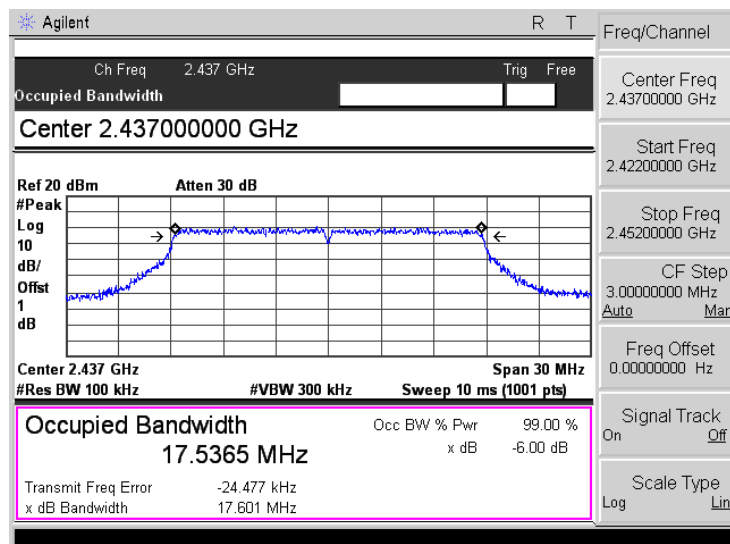 Agilent R T
Ch Freq 2.437 GHz Trig Free
Occupied Bandwidth
Center 2.437000000 GHz
Ref 20 dBm Atten 30 dB
#Peak
Log
10
dB/
Offst
1
dB
Center 2.437 GHz Span 30 MHz
#Res BW 100 kHz #VBW 300 kHz Sweep 10 ms (1001 pts)
Occupied Bandwidth Occ BW % Pwr 99.00 %
17.5365 MHz x dB -6.00 dB
Transmit Freq Error -24.477 kHz
x dB Bandwidth 17.601 MHz
Freq/Channel
Center Freq
2.43700000 GHz
Start Freq
2.42200000 GHz
Stop Freq
2.45200000 GHz
CF Step
3.00000000 MHz
Auto Man
Freq Offset
0.00000000 Hz
Signal Track
On Off
Scale Type
Log Lin